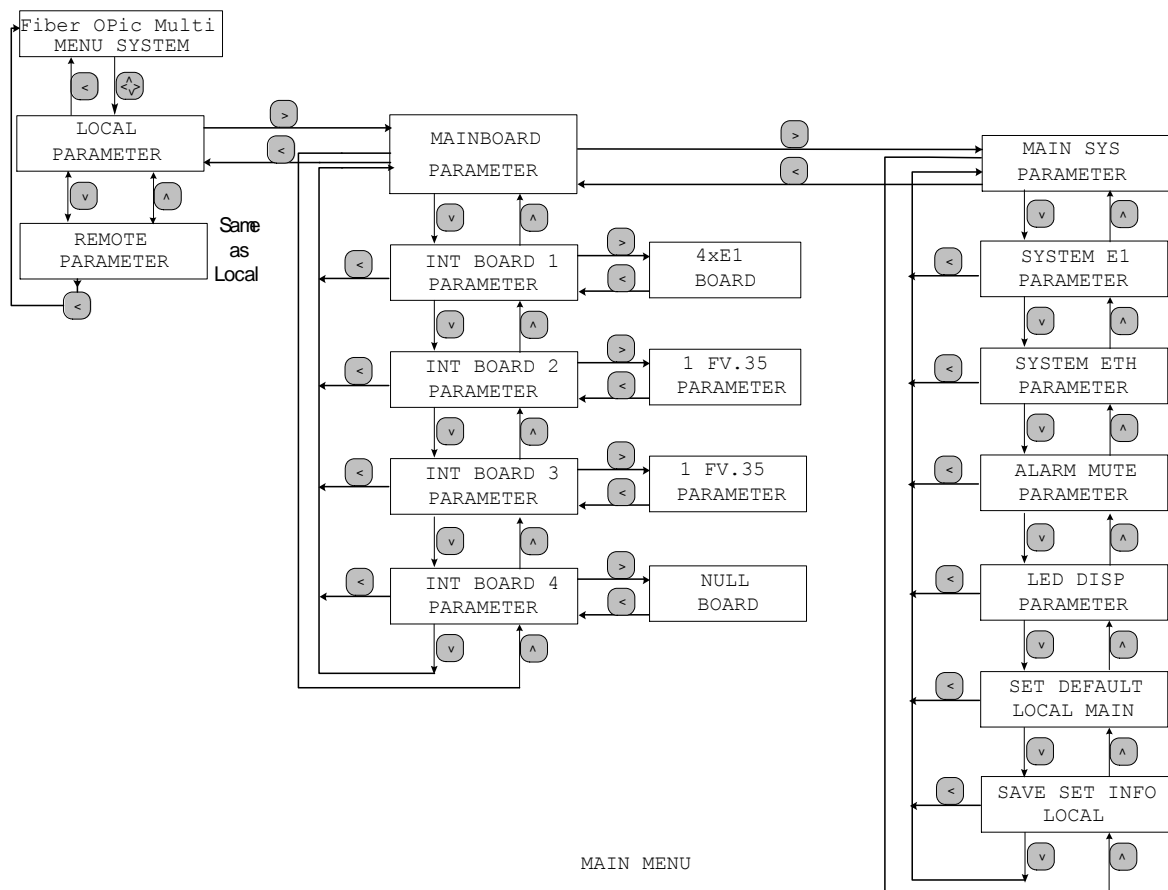 Fiber OPic Multi
MENU SYSTEM
<
<^v>
LOCAL
PARAMETER
v
^
REMOTE
PARAMETER
<
Same
as
Local
>
<
MAINBOARD
PARAMETER
v
^
<
INT BOARD 1
PARAMETER
>
<
4xE1
BOARD
v
^
<
INT BOARD 2
PARAMETER
>
<
1 FV.35
PARAMETER
v
^
<
INT BOARD 3
PARAMETER
>
<
1 FV.35
PARAMETER
v
^
<
INT BOARD 4
PARAMETER
>
<
NULL
BOARD
v
^
>
<
MAIN SYS
PARAMETER
v
^
<
SYSTEM E1
PARAMETER
v
^
<
SYSTEM ETH
PARAMETER
v
^
<
ALARM MUTE
PARAMETER
v
^
<
LED DISP
PARAMETER
v
^
<
SET DEFAULT
LOCAL MAIN
v
^
<
SAVE SET INFO
LOCAL
v
^
MAIN MENU